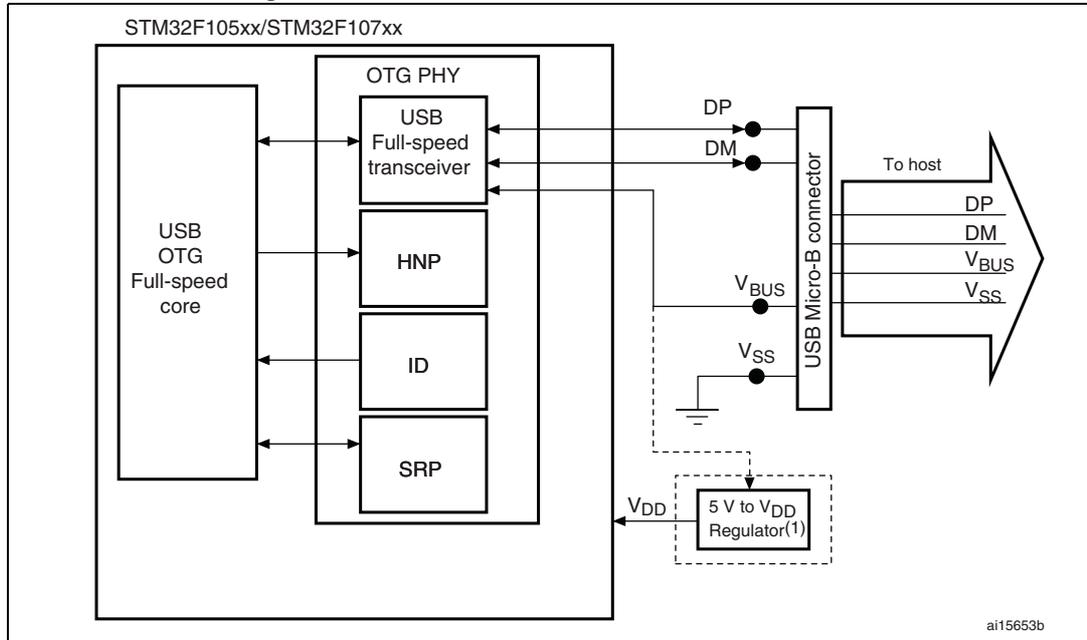 STM32F105xx/STM32F107xx
OTG PHY
USB
Full-speed
transceiver
USB
OTG
Full-speed
core
HNP
ID
SRP
DP
DM
VBUS
VSS
USB Micro-B connector
To host
DP
DM
VBUS
VSS
VDD
5 V to VDD
Regulator(1)
ai15653b